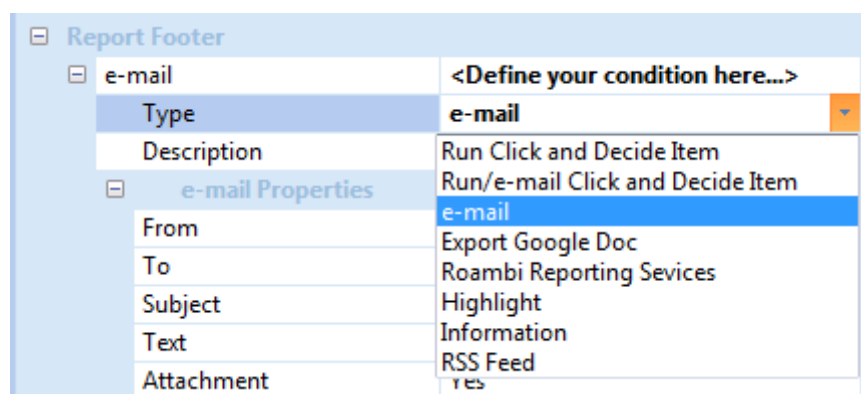 Report Footer
e-mail <Define your condition here...>
Type e-mail
Description Run Click and Decide Item
e-mail Properties Run/e-mail Click and Decide Item
e-mail
From Export Google Doc
To Roambi Reporting Sevices
Subject Highlight
Text Information
RSS Feed
Attachment Yes